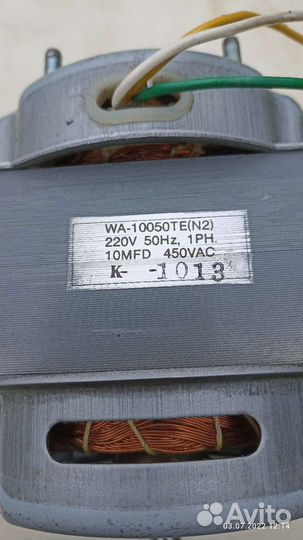 WA-10050TE(N2)
220V 50Hz, 1PH.
10MFD 450VAC
K- -1013
Avito
03.07.2022 12:14